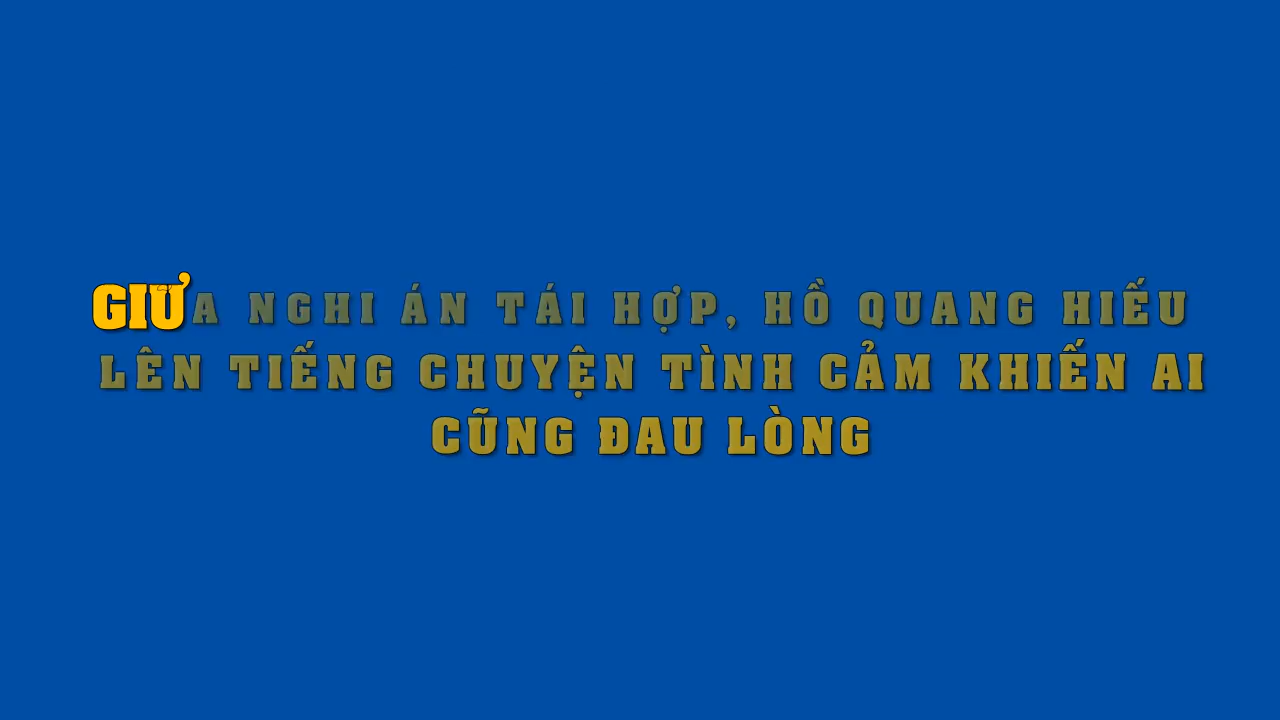 GIỮA NGHI ÁN TÁI HỢP, HỒ QUANG HIẾU
LÊN TIẾNG CHUYỆN TÌNH CẢM KHIẾN AI
CŨNG ĐAU LÒNG